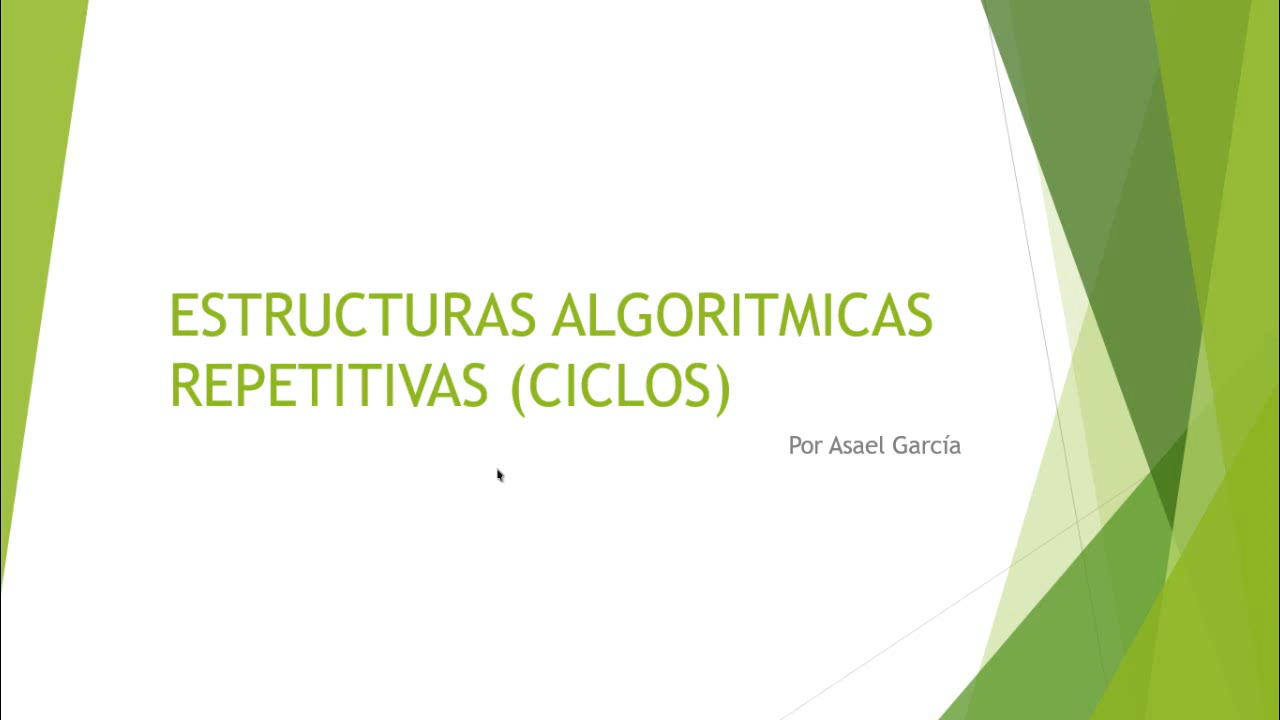 ESTRUCTURAS ALGORITMICAS
REPETITIVAS (CICLOS)
Por Asael García